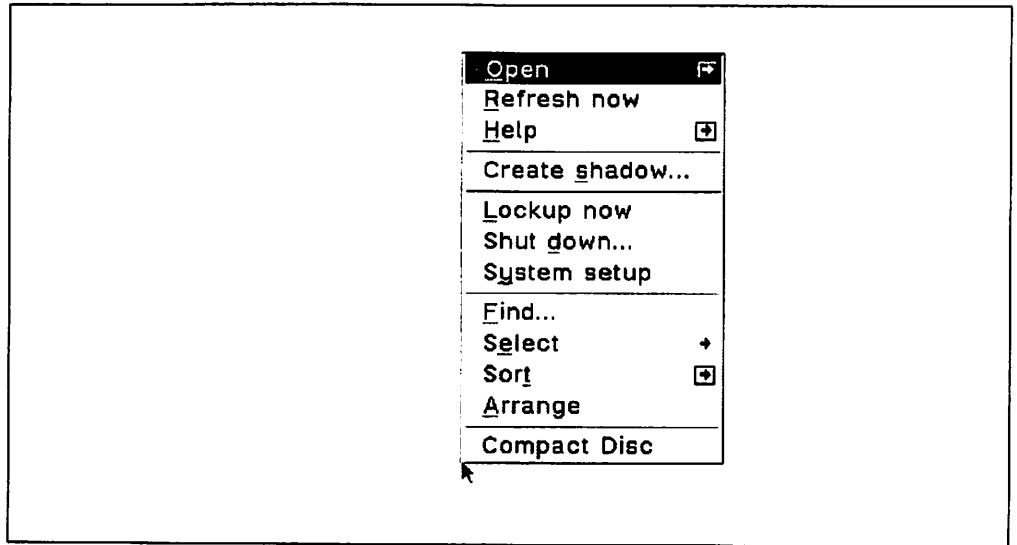 Open
Refresh now
Help
Create shadow...
Lockup now
Shut down...
System setup
Find...
Select
Sort
Arrange
Compact Disc